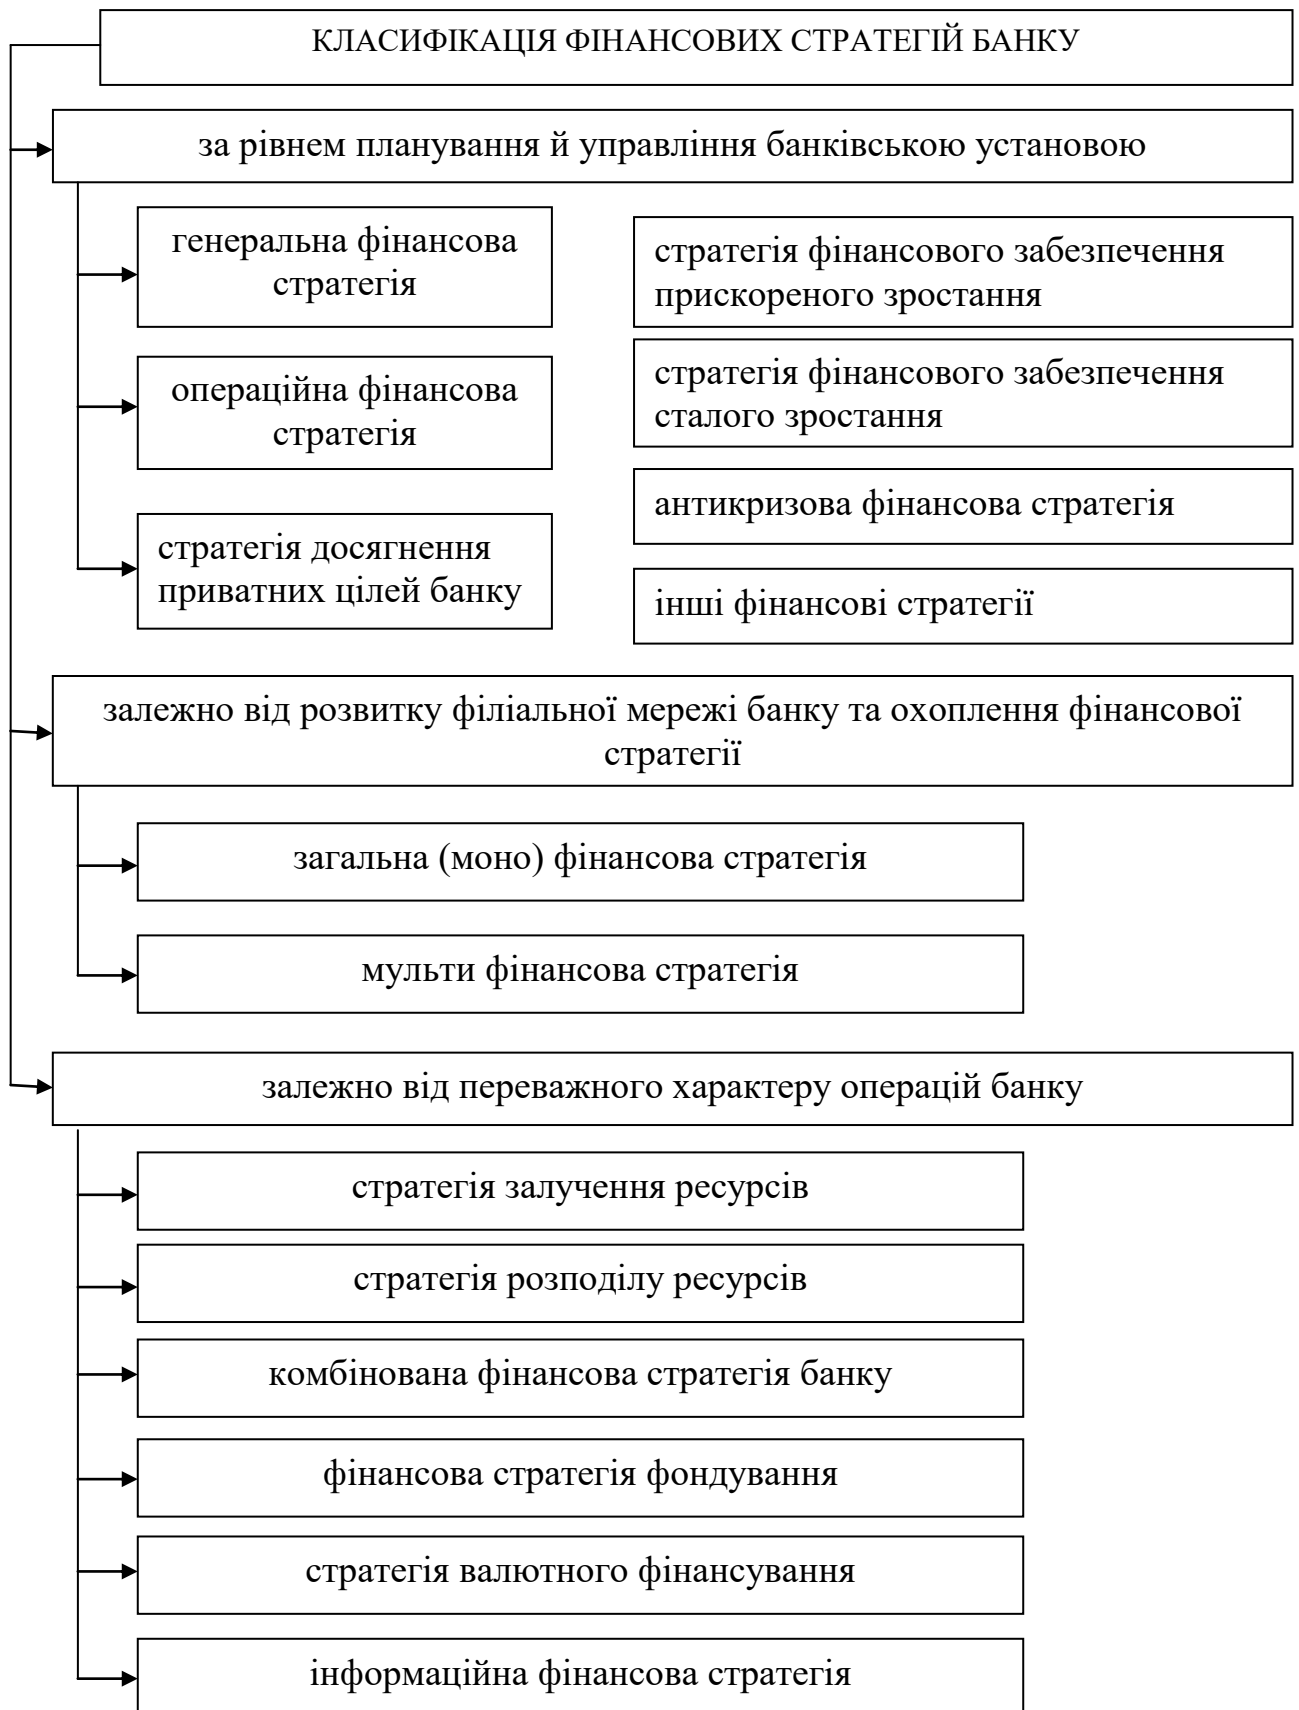 КЛАСИФІКАЦІЯ ФІНАНСОВИХ СТРАТЕГІЙ БАНКУ
за рівнем планування й управління банківською установою
генеральна фінансова
стратегія
операційна фінансова
стратегія
стратегія досягнення
приватних цілей банку
стратегія фінансового забезпечення
прискореного зростання
стратегія фінансового забезпечення
сталого зростання
антикризова фінансова стратегія
інші фінансові стратегії
залежно від розвитку філіальної мережі банку та охоплення фінансової
стратегії
загальна (моно) фінансова стратегія
мульти фінансова стратегія
залежно від переважного характеру операцій банку
стратегія залучення ресурсів
стратегія розподілу ресурсів
комбінована фінансова стратегія банку
фінансова стратегія фондування
стратегія валютного фінансування
інформаційна фінансова стратегія